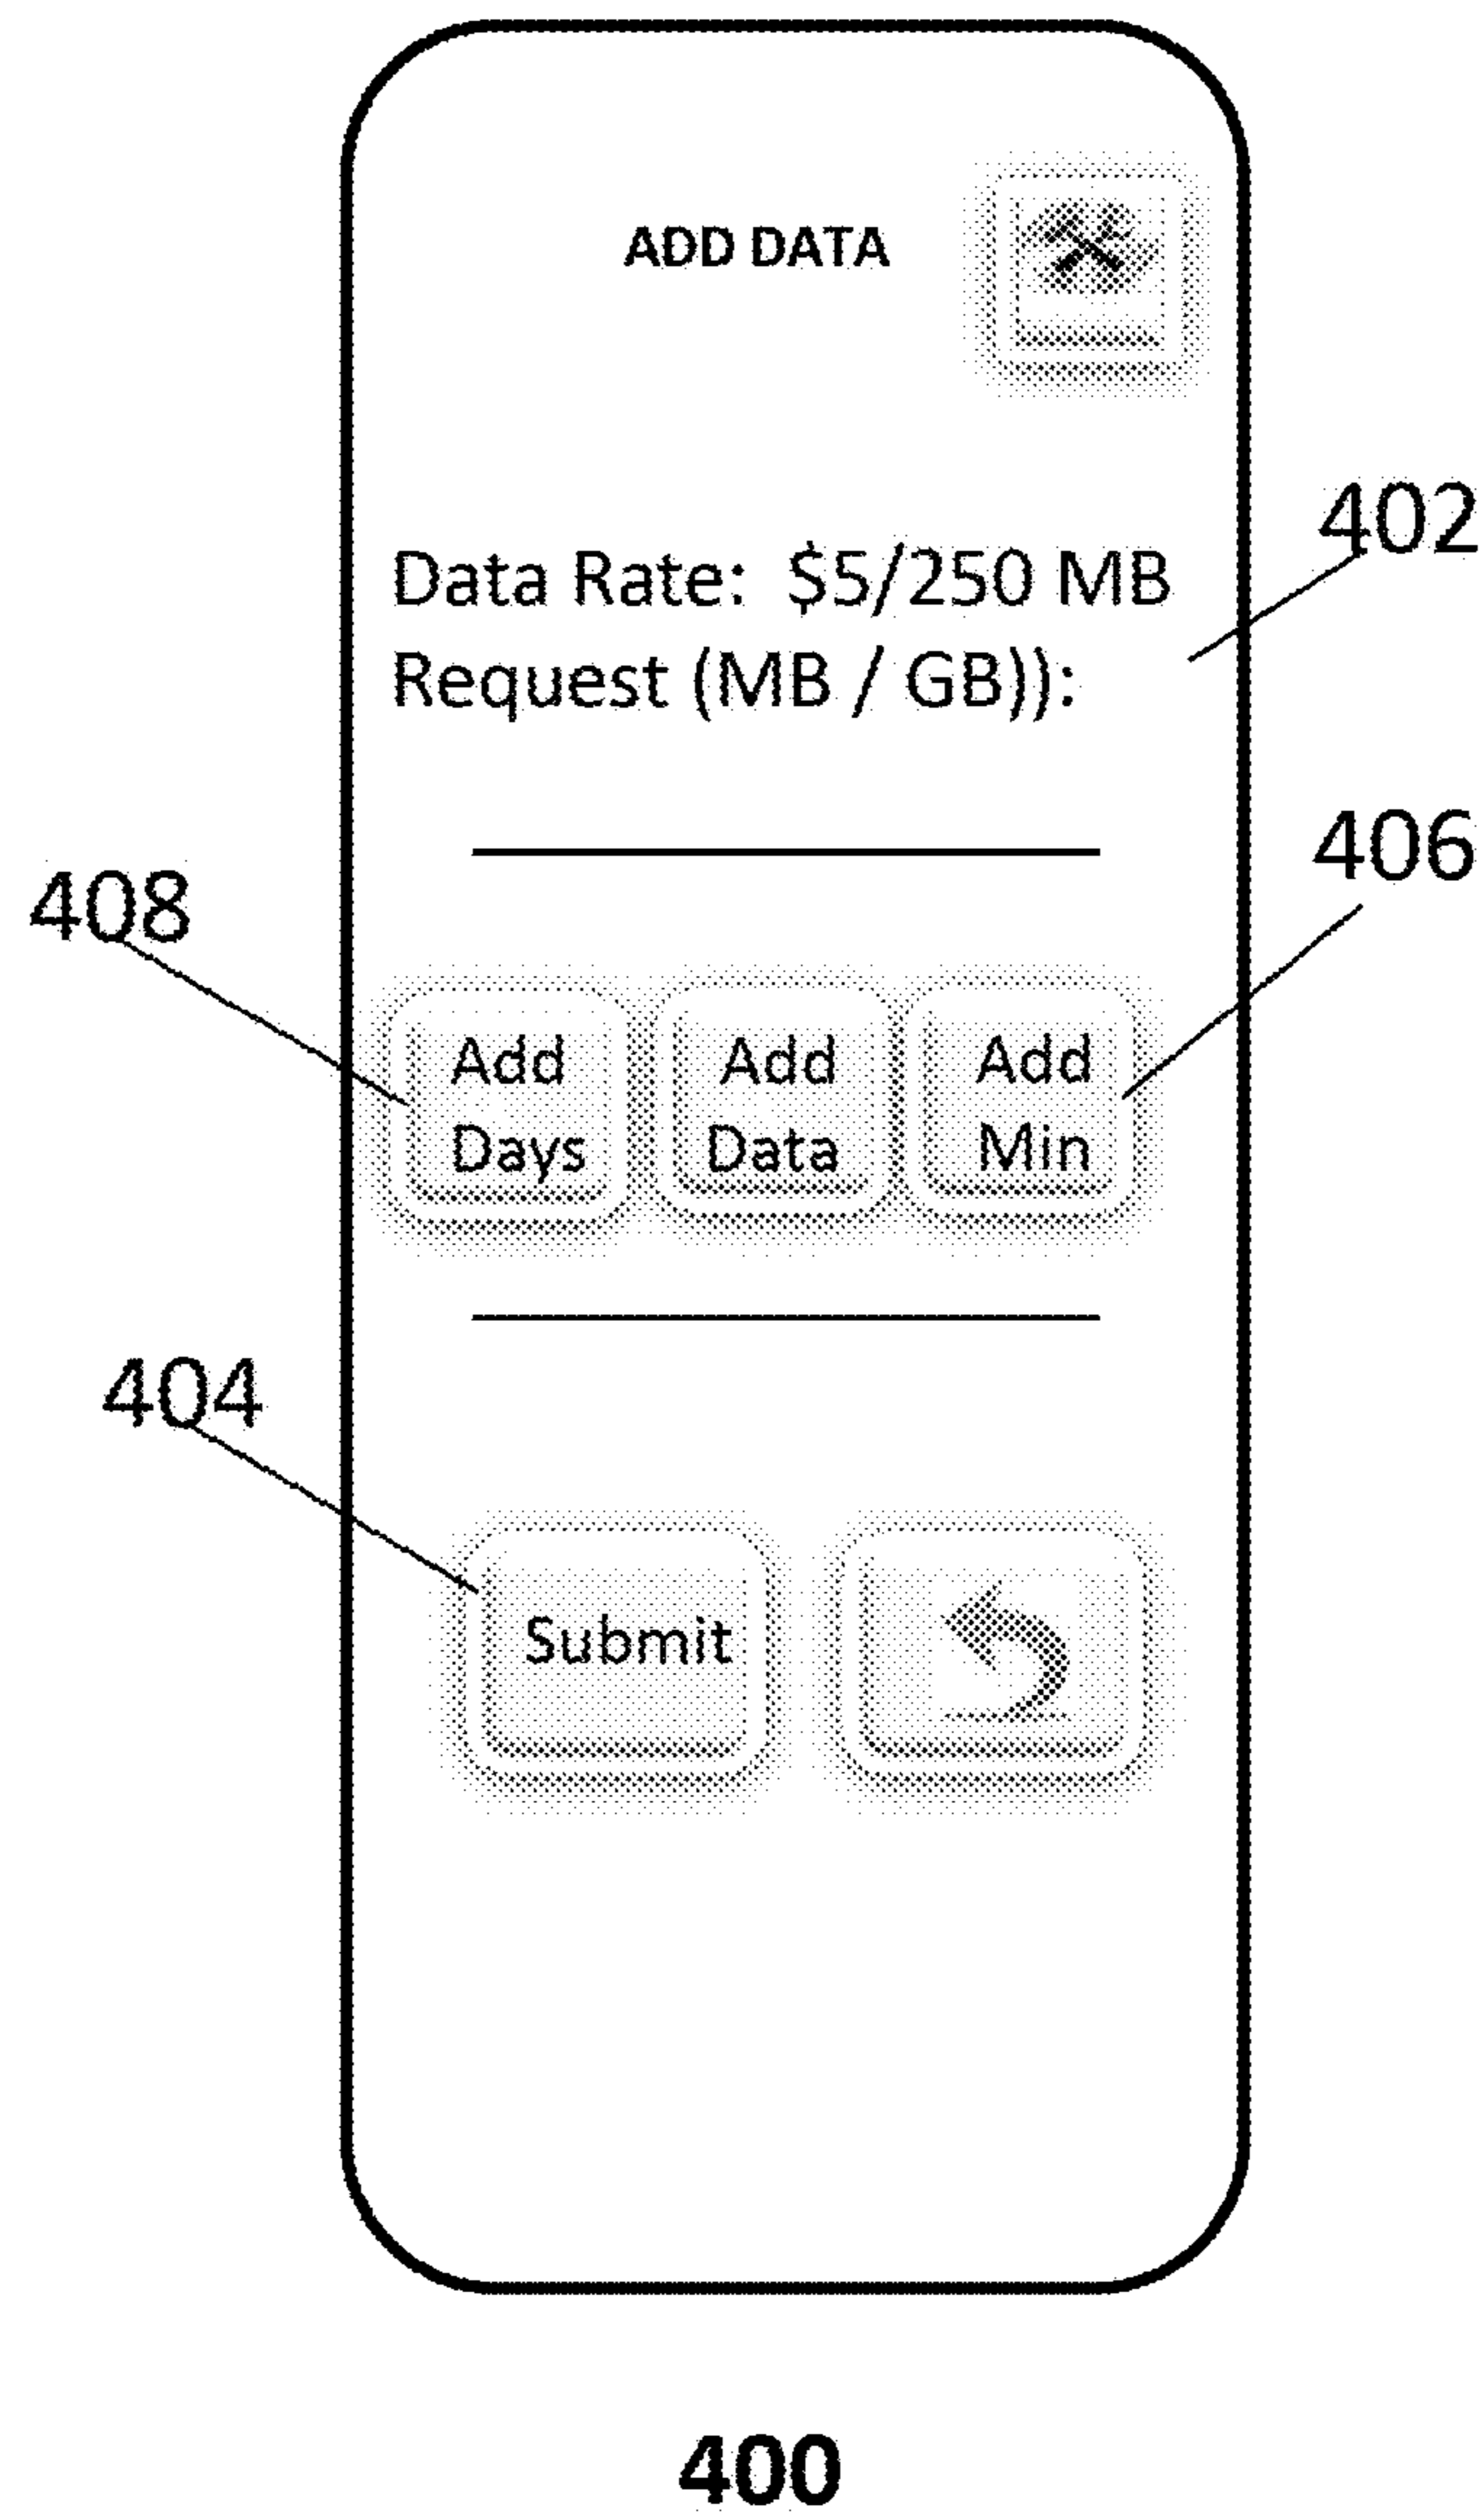 ADD DATA
402
Data Rate: $5/250 MB
Request (MB / GB)):
406
408
Add Days
Add Data
Add Min
404
Submit
400